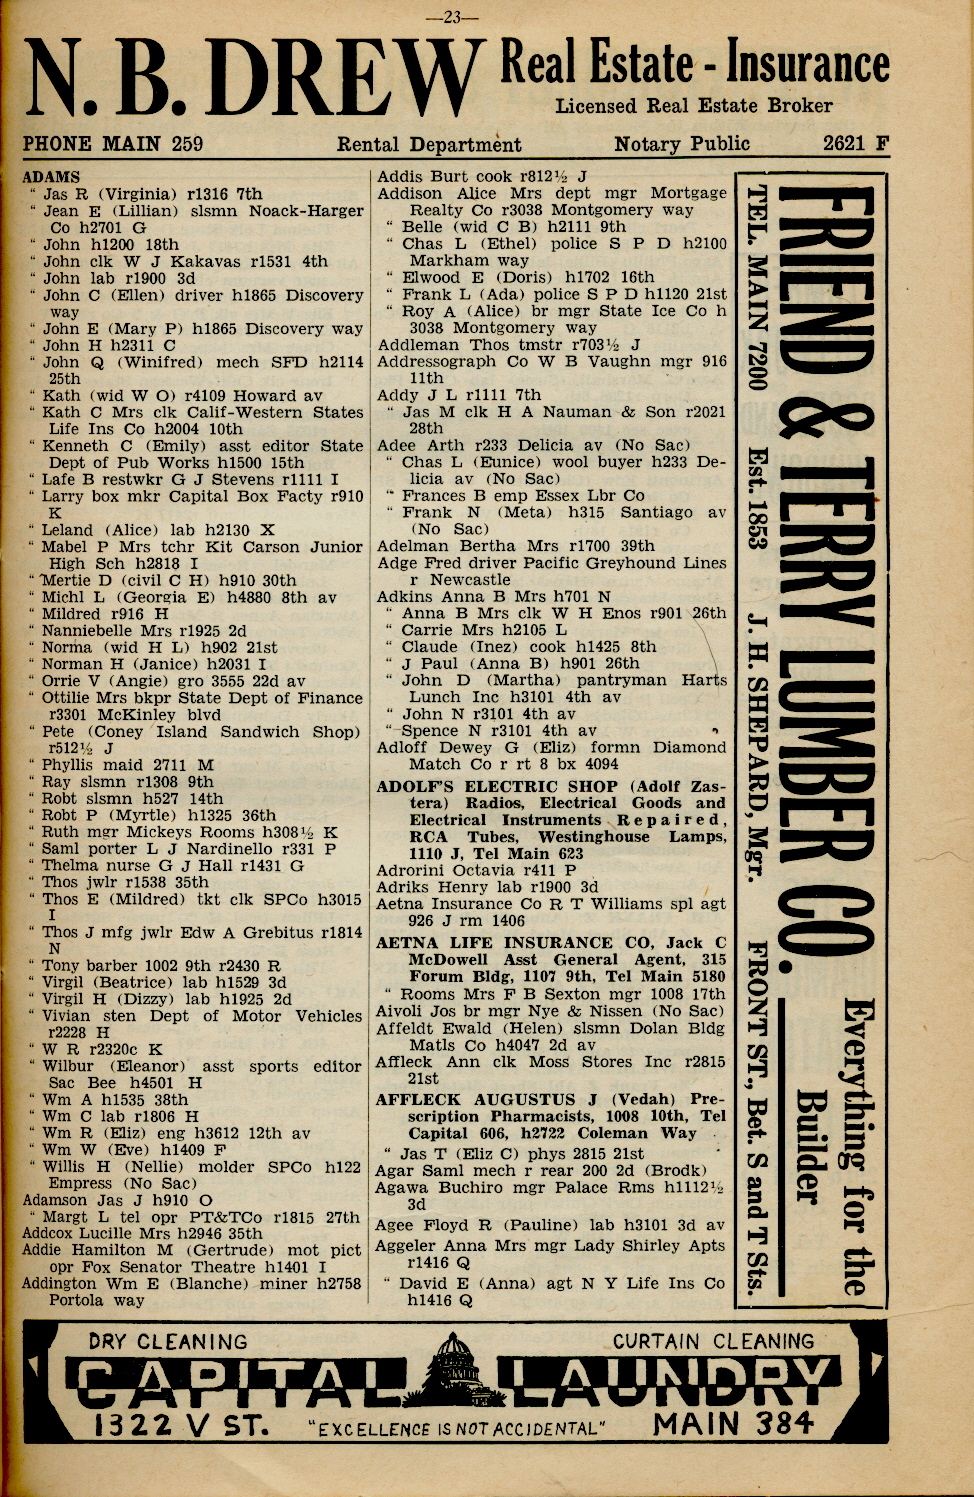 —23—
N. B. DREW Real Estate - Insurance
Licensed Real Estate Broker
PHONE MAIN 259 Rental Department Notary Public 2621 F
ADAMS
" Jas R (Virginia) r1316 7th
" Jean E (Lillian) slsmn Noack-Harger
Co h2701 G
" John h1200 18th
" John clk W J Kakavas r1531 4th
" John lab r1900 3d
" John C (Ellen) driver h1865 Discovery
way
" John E (Mary P) h1865 Discovery way
" John H h2311 C
" John Q (Winifred) mech SFD h2114
25th
" Kath (wid W O) r4109 Howard av
" Kath C Mrs clk Calif-Western States
Life Ins Co h2004 10th
" Kenneth C (Emily) asst editor State
Dept of Pub Works h1500 15th
" Lafe B restwkr G J Stevens r1111 I
" Larry box mkr Capital Box Facty r910
K
" Leland (Alice) lab h2130 X
" Mabel P Mrs tchr Kit Carson Junior
High Sch h2818 I
" Mertie D (civil C H) h910 30th
" Michl L (Georgia E) h4880 8th av
" Mildred r916 H
" Nanniebelle Mrs r1925 2d
" Norma (wid H L) h902 21st
" Norman H (Janice) h2031 I
" Orrie V (Angie) gro 3555 22d av
" Ottilie Mrs bkpr State Dept of Finance
r3301 McKinley blvd
" Pete (Coney Island Sandwich Shop)
r512½ J
" Phyllis maid 2711 M
" Ray slsmn r1308 9th
" Robt slsmn h527 14th
" Robt P (Myrtle) h1325 36th
" Ruth mgr Mickeys Rooms h308½ K
" Saml porter L J Nardinello r331 P
" Thelma nurse G J Hall r1431 G
" Thos jwlr r1538 35th
" Thos E (Mildred) tkt clk SPCo h3015
I
" Thos J mfg jwlr Edw A Grebitus r1814
N
" Tony barber 1002 9th r2430 R
" Virgil (Beatrice) lab h1529 3d
" Virgil H (Dizzy) lab h1925 2d
" Vivian sten Dept of Motor Vehicles
r2228 H
" W R r2320c K
" Wilbur (Eleanor) asst sports editor
Sac Bee h4501 H
" Wm A h1535 38th
" Wm C lab r1806 H
" Wm R (Eliz) eng h3612 12th av
" Wm W (Eve) h1409 F
" Willis H (Nellie) molder SPCo h122
Empress (No Sac)
Adamson Jas J h910 O
" Margt L tel opr PT&TCo r1815 27th
Addcox Lucille Mrs h2946 35th
Addie Hamilton M (Gertrude) mot pict
opr Fox Senator Theatre h1401 I
Addington Wm E (Blanche) miner h2758
Portola way
Addis Burt cook r812½ J
Addison Alice Mrs dept mgr Mortgage
Realty Co r3038 Montgomery way
" Belle (wid C B) h2111 9th
" Chas L (Ethel) police S P D h2100
Markham way
" Elwood E (Doris) h1702 16th
" Frank L (Ada) police S P D h1120 21st
" Roy A (Alice) br mgr State Ice Co h
3038 Montgomery way
Addleman Thos tmstr r703½ J
Addressograph Co W B Vaughn mgr 916
11th
Addy J L r1111 7th
" Jas M clk H A Nauman & Son r2021
28th
Adee Arth r233 Delicia av (No Sac)
" Chas L (Eunice) wool buyer h233 De-
licia av (No Sac)
" Frances B emp Essex Lbr Co
" Frank N (Meta) h315 Santiago av
(No Sac)
Adelman Bertha Mrs r1700 39th
Adge Fred driver Pacific Greyhound Lines
r Newcastle
Adkins Anna B Mrs h701 N
" Anna B Mrs clk W H Enos r901 26th
" Carrie Mrs h2105 L
" Claude (Inez) cook h1425 8th
" J Paul (Anna B) h901 26th
" John D (Martha) pantryman Harts
Lunch Inc h3101 4th av
" John N r3101 4th av
" Spence N r3101 4th av
Adloff Dewey G (Eliz) formn Diamond
Match Co r rt 8 bx 4094
ADOLF'S ELECTRIC SHOP (Adolf Zas-
tera) Radios, Electrical Goods and
Electrical Instruments Repaired,
RCA Tubes, Westinghouse Lamps,
1110 J, Tel Main 623
Adrorini Octavia r411 P
Adriks Henry lab r1900 3d
Aetna Insurance Co R T Williams spl agt
926 J rm 1406
AETNA LIFE INSURANCE CO, Jack C
McDowell Asst General Agent, 315
Forum Bldg, 1107 9th, Tel Main 5180
" Rooms Mrs F B Sexton mgr 1008 17th
Aivoli Jos br mgr Nye & Nissen (No Sac)
Affeldt Ewald (Helen) slsmn Dolan Bldg
Matls Co h4047 2d av
Affleck Ann clk Moss Stores Inc r2815
21st
AFFLECK AUGUSTUS J (Vedah) Pre-
scription Pharmacists, 1008 10th, Tel
Capital 606, h2722 Coleman Way
" Jas T (Eliz C) phys 2815 21st
Agar Saml mech r rear 200 2d (Brodk)
Agawa Buchiro mgr Palace Rms h1112½
3d
Agee Floyd R (Pauline) lab h3101 3d av
Aggeler Anna Mrs mgr Lady Shirley Apts
r1416 Q
" David E (Anna) agt N Y Life Ins Co
h1416 Q
FRIEND & TERRY LUMBER CO.
Everything for the
Builder
TEL. MAIN 7200 Est. 1853 J. H. SHEPARD, Mgr. FRONT ST., Bet. S and T Sts.
DRY CLEANING CURTAIN CLEANING
CAPITAL LAUNDRY
1322 V ST. "EXCELLENCE IS NOT ACCIDENTAL" MAIN 384